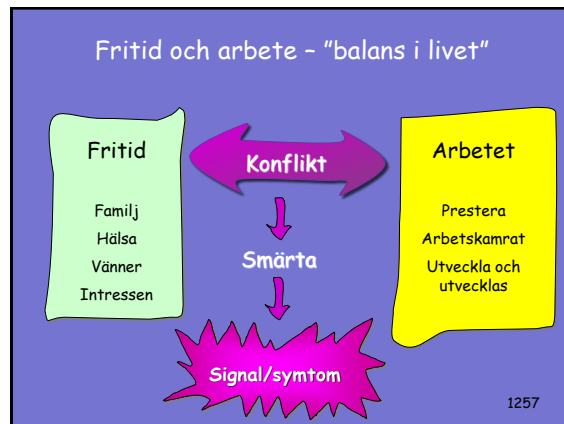 Fritid och arbete – ”balans i livet”
Fritid
Familj
Hälsa
Vänner
Intressen
Konflikt
Smärta
Signal/symtom
Arbetet
Prestera
Arbetskamrat
Utveckla och
utvecklas
1257